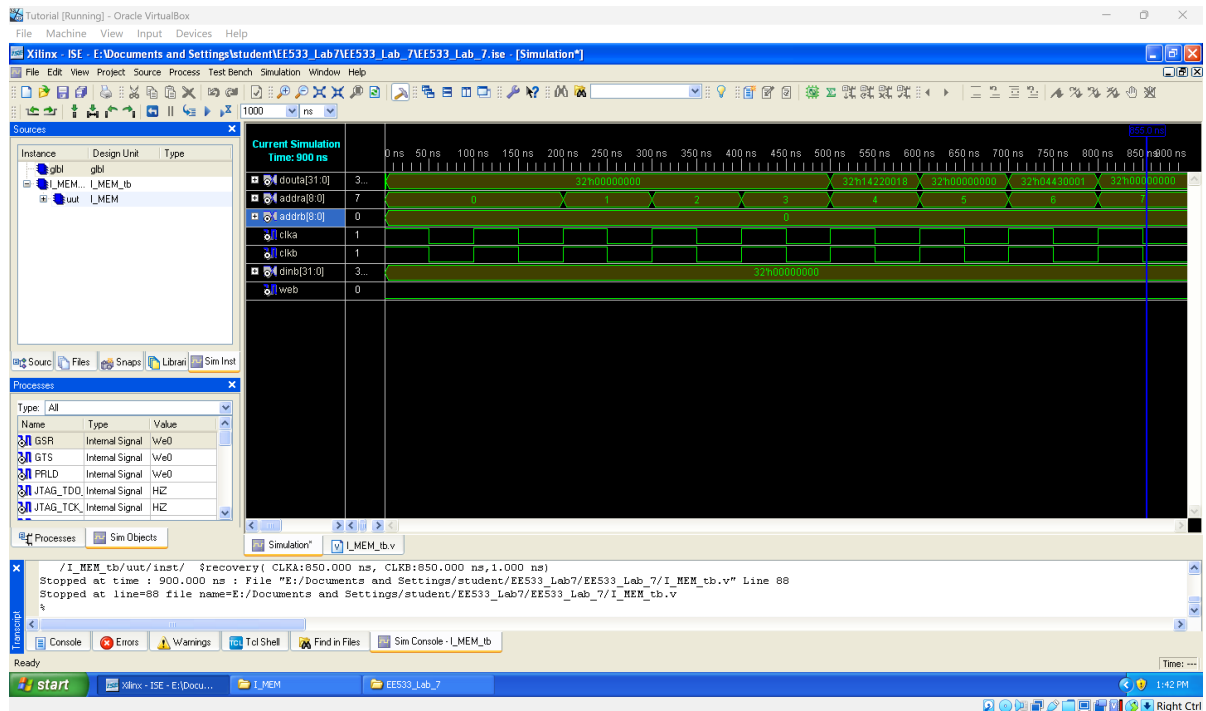 Tutorial [Running] - Oracle VirtualBox
File Machine View Input Devices Help
Xilinx - ISE - E:\Documents and Settings\student\EE533_Lab7\EE533_Lab_7\EE533_Lab_7.ise - [Simulation*]
File Edit View Project Source Process Test Bench Simulation Window Help
1000 ns
Sources
Instance Design Unit Type
glbl glbl
I_MEM... I_MEM_tb
uut I_MEM
Sourc Files Snaps Librari Sim Inst
Processes
Type: All
Name Type Value
GSR Internal Signal We0
GTS Internal Signal We0
PRLD Internal Signal We0
JTAG_TDO_ Internal Signal HiZ
JTAG_TCK_ Internal Signal HiZ
Processes Sim Objects
Current Simulation
Time: 900 ns
0 ns 50 ns 100 ns 150 ns 200 ns 250 ns 300 ns 350 ns 400 ns 450 ns 500 ns 550 ns 600 ns 650 ns 700 ns 750 ns 800 ns 850 ns 900 ns
douta[31:0] 3... 32'h00000000 32'h14220018 32'h00000000 32'h04430001 32'h00000000
addra[8:0] 7 0 1 2 3 4 5 6 7
addrb[8:0] 0 0
clka 1
clkb 1
dinb[31:0] 3... 32'h00000000
web 0
Simulation* I_MEM_tb.v
/I_MEM_tb/uut/inst/ $recovery( CLKA:850.000 ns, CLKB:850.000 ns,1.000 ns)
Stopped at time : 900.000 ns : File "E:/Documents and Settings/student/EE533_Lab7/EE533_Lab_7/I_MEM_tb.v" Line 88
Stopped at line=88 file name=E:/Documents and Settings/student/EE533_Lab7/EE533_Lab_7/I_MEM_tb.v
%
Transcript
Console Errors Warnings Tcl Shell Find in Files Sim Console - I_MEM_tb
Ready Time: ---
start Xilinx - ISE - E:\Docu... I_MEM EE533_Lab_7 1:42 PM
Right Ctrl